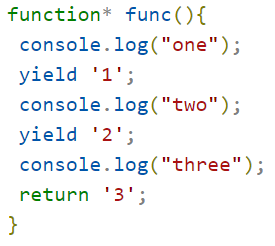 function* func(){
 console.log("one");
 yield '1';
 console.log("two");
 yield '2';
 console.log("three");
 return '3';
}